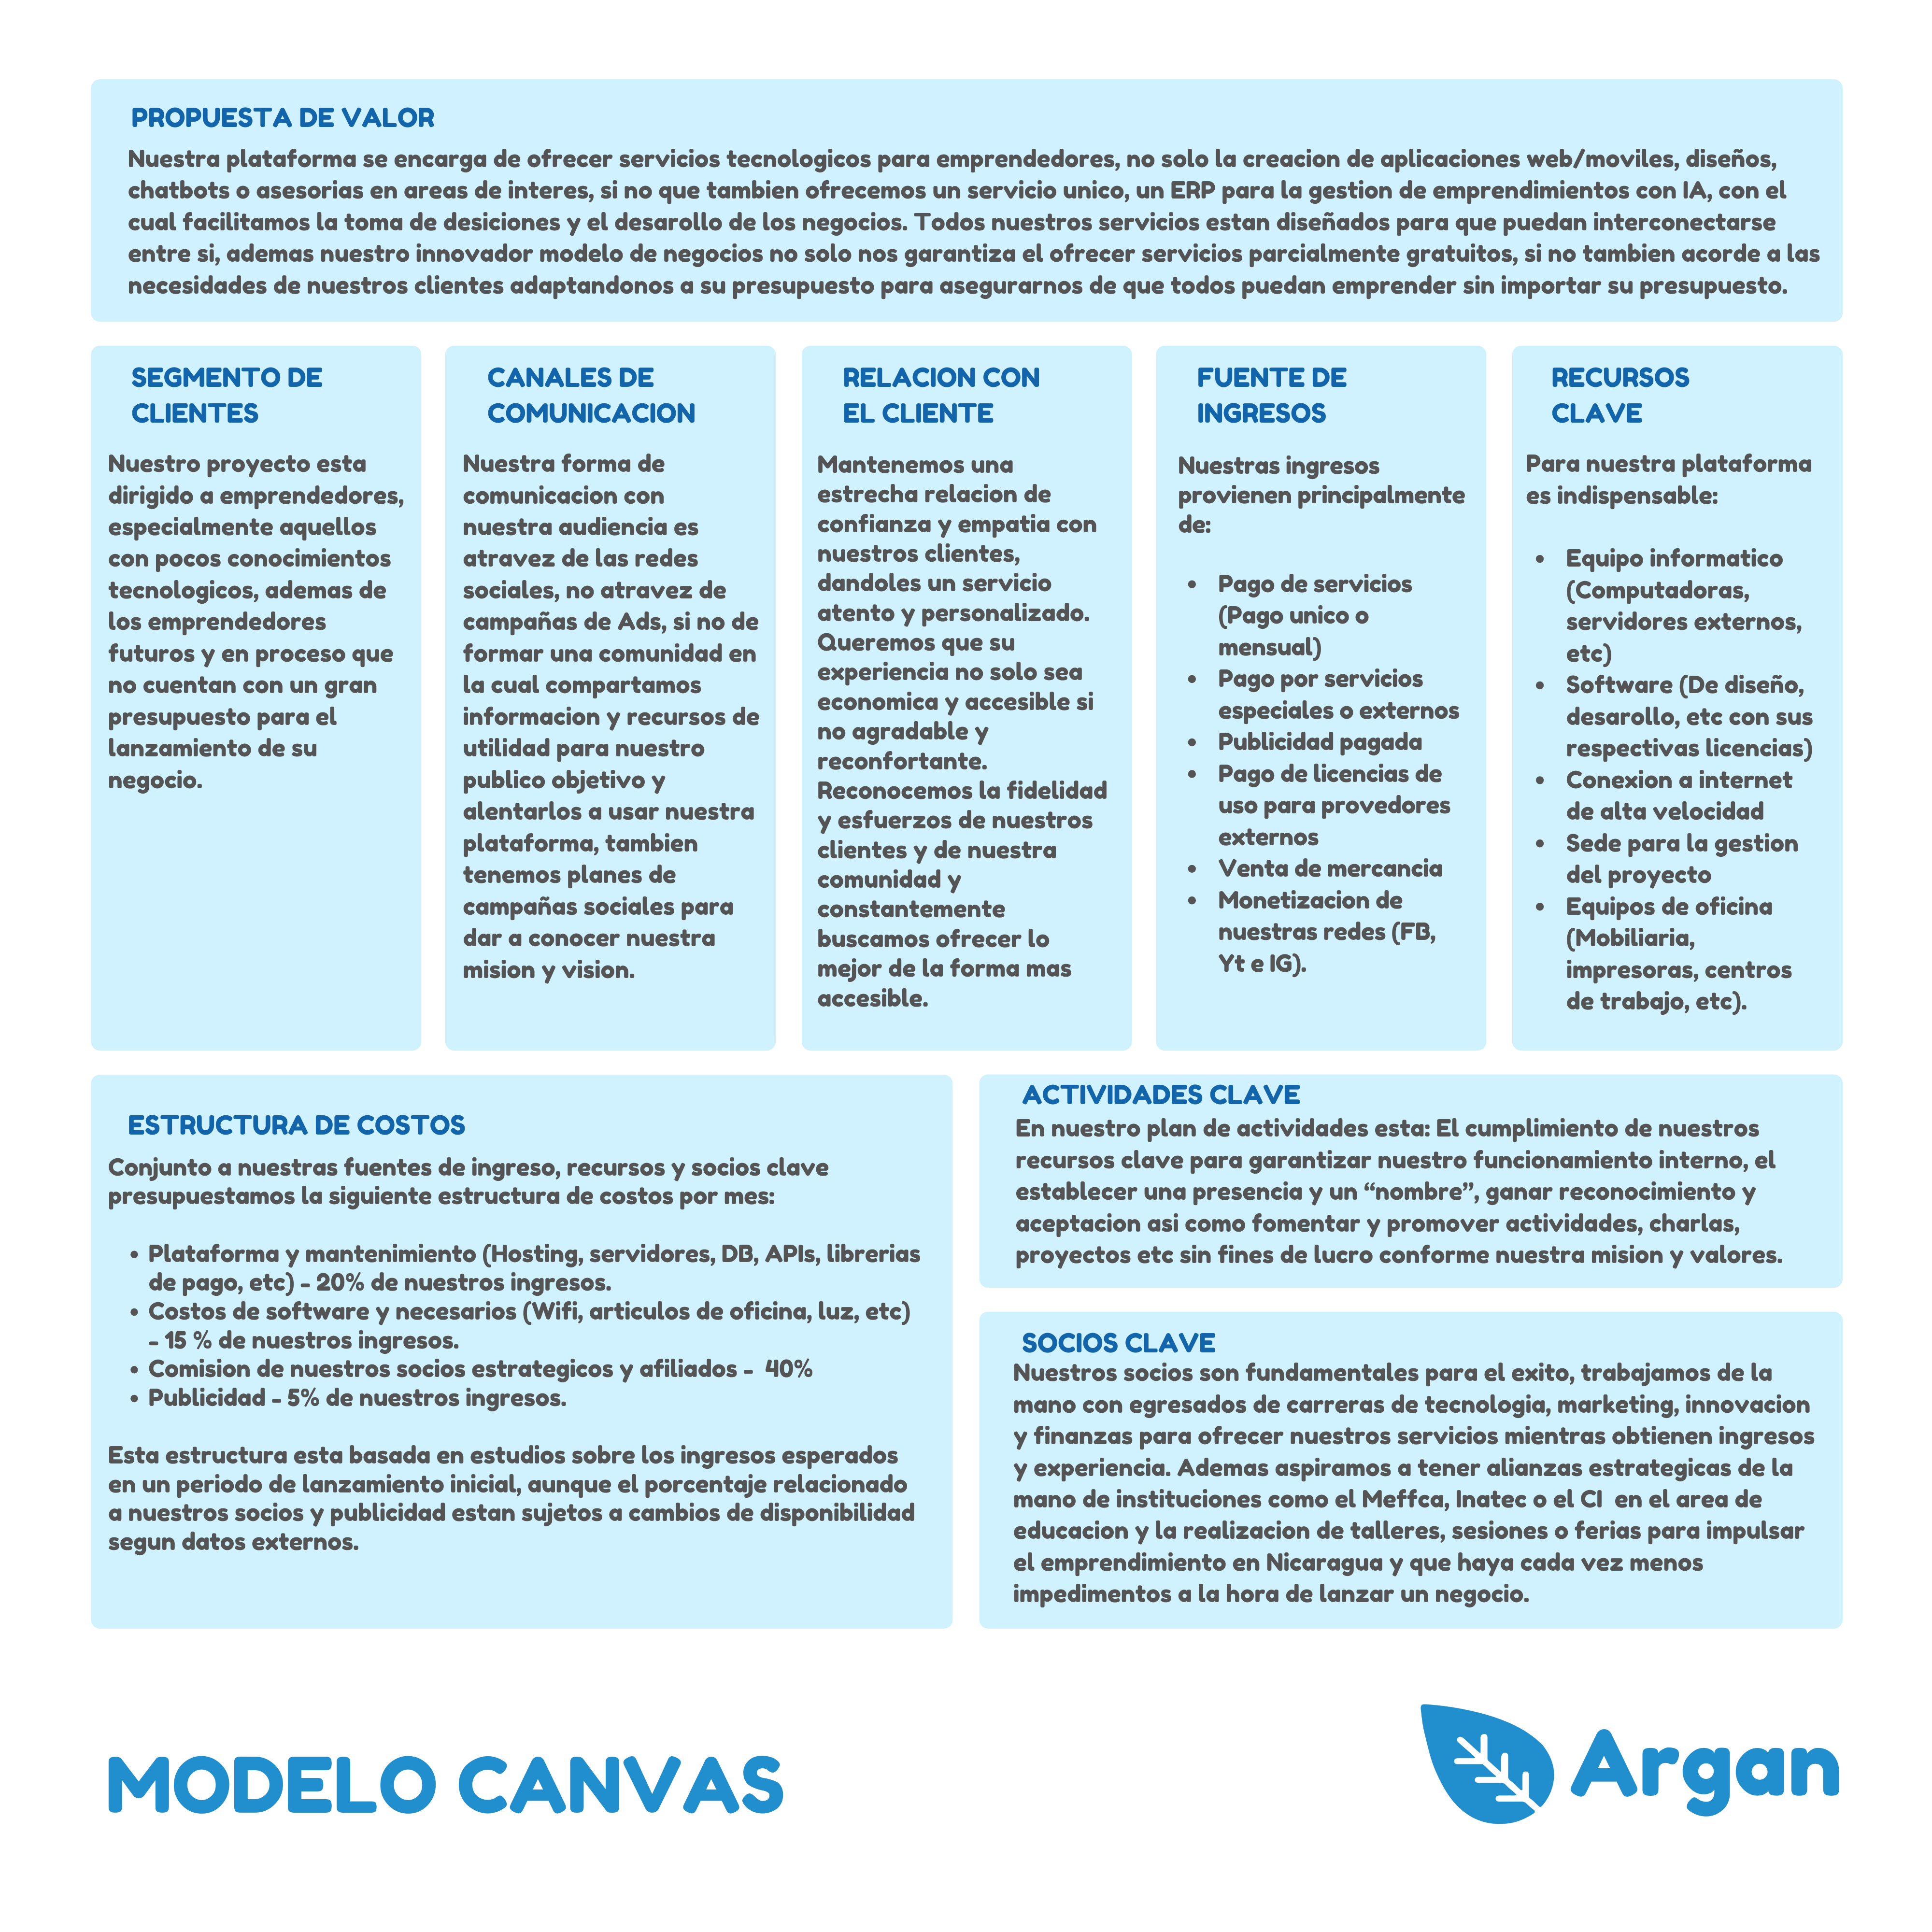 PROPUESTA DE VALOR
Nuestra plataforma se encarga de ofrecer servicios tecnologicos para emprendedores, no solo la creacion de aplicaciones web/moviles, diseños,
chatbots o asesorias en areas de interes, si no que tambien ofrecemos un servicio unico, un ERP para la gestion de emprendimientos con IA, con el
cual facilitamos la toma de desiciones y el desarollo de los negocios. Todos nuestros servicios estan diseñados para que puedan interconectarse
entre si, ademas nuestro innovador modelo de negocios no solo nos garantiza el ofrecer servicios parcialmente gratuitos, si no tambien acorde a las
necesidades de nuestros clientes adaptandonos a su presupuesto para asegurarnos de que todos puedan emprender sin importar su presupuesto.
SEGMENTO DE
CLIENTES
Nuestro proyecto esta
dirigido a emprendedores,
especialmente aquellos
con pocos conocimientos
tecnologicos, ademas de
los emprendedores
futuros y en proceso que
no cuentan con un gran
presupuesto para el
lanzamiento de su
negocio.
CANALES DE
COMUNICACION
Nuestra forma de
comunicacion con
nuestra audiencia es
atravez de las redes
sociales, no atravez de
campañas de Ads, si no de
formar una comunidad en
la cual compartamos
informacion y recursos de
utilidad para nuestro
publico objetivo y
alentarlos a usar nuestra
plataforma, tambien
tenemos planes de
campañas sociales para
dar a conocer nuestra
mision y vision.
RELACION CON
EL CLIENTE
Mantenemos una
estrecha relacion de
confianza y empatia con
nuestros clientes,
dandoles un servicio
atento y personalizado.
Queremos que su
experiencia no solo sea
economica y accesible si
no agradable y
reconfortante.
Reconocemos la fidelidad
y esfuerzos de nuestros
clientes y de nuestra
comunidad y
constantemente
buscamos ofrecer lo
mejor de la forma mas
accesible.
FUENTE DE
INGRESOS
Nuestras ingresos
provienen principalmente
de:
• Pago de servicios
(Pago unico o
mensual)
• Pago por servicios
especiales o externos
• Publicidad pagada
• Pago de licencias de
uso para provedores
externos
• Venta de mercancia
• Monetizacion de
nuestras redes (FB,
Yt e IG).
RECURSOS
CLAVE
Para nuestra plataforma
es indispensable:
• Equipo informatico
(Computadoras,
servidores externos,
etc)
• Software (De diseño,
desarollo, etc con sus
respectivas licencias)
• Conexion a internet
de alta velocidad
• Sede para la gestion
del proyecto
• Equipos de oficina
(Mobiliaria,
impresoras, centros
de trabajo, etc).
ESTRUCTURA DE COSTOS
Conjunto a nuestras fuentes de ingreso, recursos y socios clave
presupuestamos la siguiente estructura de costos por mes:
• Plataforma y mantenimiento (Hosting, servidores, DB, APIs, librerias
de pago, etc) - 20% de nuestros ingresos.
• Costos de software y necesarios (Wifi, articulos de oficina, luz, etc)
- 15 % de nuestros ingresos.
• Comision de nuestros socios estrategicos y afiliados - 40%
• Publicidad - 5% de nuestros ingresos.
Esta estructura esta basada en estudios sobre los ingresos esperados
en un periodo de lanzamiento inicial, aunque el porcentaje relacionado
a nuestros socios y publicidad estan sujetos a cambios de disponibilidad
segun datos externos.
ACTIVIDADES CLAVE
En nuestro plan de actividades esta: El cumplimiento de nuestros
recursos clave para garantizar nuestro funcionamiento interno, el
establecer una presencia y un “nombre”, ganar reconocimiento y
aceptacion asi como fomentar y promover actividades, charlas,
proyectos etc sin fines de lucro conforme nuestra mision y valores.
SOCIOS CLAVE
Nuestros socios son fundamentales para el exito, trabajamos de la
mano con egresados de carreras de tecnologia, marketing, innovacion
y finanzas para ofrecer nuestros servicios mientras obtienen ingresos
y experiencia. Ademas aspiramos a tener alianzas estrategicas de la
mano de instituciones como el Meffca, Inatec o el CI en el area de
educacion y la realizacion de talleres, sesiones o ferias para impulsar
el emprendimiento en Nicaragua y que haya cada vez menos
impedimentos a la hora de lanzar un negocio.
MODELO CANVAS
Argan